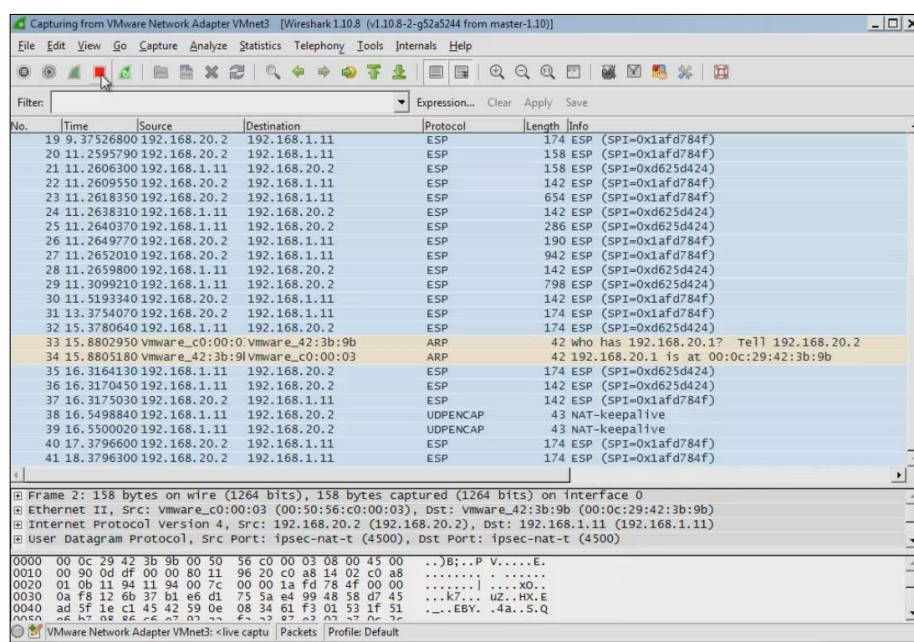 Capturing from VMware Network Adapter VMnet3 [Wireshark 1.10.8 (v1.10.8-2-g52a5244 from master-1.10)]
File Edit View Go Capture Analyze Statistics Telephony Tools Internals Help
Filter: Expression... Clear Apply Save
No. Time Source Destination Protocol Length Info
19 9.37526800 192.168.20.2 192.168.1.11 ESP 174 ESP (SPI=0x1afd784f)
20 11.2595790 192.168.20.2 192.168.1.11 ESP 158 ESP (SPI=0x1afd784f)
21 11.2606300 192.168.1.11 192.168.20.2 ESP 158 ESP (SPI=0xd625d424)
22 11.2609550 192.168.20.2 192.168.1.11 ESP 142 ESP (SPI=0x1afd784f)
23 11.2618350 192.168.20.2 192.168.1.11 ESP 654 ESP (SPI=0x1afd784f)
24 11.2638310 192.168.1.11 192.168.20.2 ESP 142 ESP (SPI=0xd625d424)
25 11.2640370 192.168.1.11 192.168.20.2 ESP 286 ESP (SPI=0xd625d424)
26 11.2649770 192.168.20.2 192.168.1.11 ESP 190 ESP (SPI=0x1afd784f)
27 11.2652010 192.168.20.2 192.168.1.11 ESP 942 ESP (SPI=0x1afd784f)
28 11.2659800 192.168.1.11 192.168.20.2 ESP 142 ESP (SPI=0xd625d424)
29 11.3099210 192.168.1.11 192.168.20.2 ESP 798 ESP (SPI=0xd625d424)
30 11.5193340 192.168.20.2 192.168.1.11 ESP 142 ESP (SPI=0x1afd784f)
31 13.3754070 192.168.20.2 192.168.1.11 ESP 174 ESP (SPI=0x1afd784f)
32 15.3780640 192.168.1.11 192.168.20.2 ESP 174 ESP (SPI=0xd625d424)
33 15.8802950 Vmware_c0:00:0 Vmware_42:3b:9b ARP 42 Who has 192.168.20.1? Tell 192.168.20.2
34 15.8805180 Vmware_42:3b:9 Vmware_c0:00:03 ARP 42 192.168.20.1 is at 00:0c:29:42:3b:9b
35 16.3164130 192.168.1.11 192.168.20.2 ESP 174 ESP (SPI=0xd625d424)
36 16.3170450 192.168.1.11 192.168.20.2 ESP 142 ESP (SPI=0xd625d424)
37 16.3175030 192.168.20.2 192.168.1.11 ESP 142 ESP (SPI=0x1afd784f)
38 16.5498840 192.168.1.11 192.168.20.2 UDPENCAP 43 NAT-keepalive
39 16.5500020 192.168.1.11 192.168.20.2 UDPENCAP 43 NAT-keepalive
40 17.3796600 192.168.20.2 192.168.1.11 ESP 174 ESP (SPI=0x1afd784f)
41 18.3796300 192.168.20.2 192.168.1.11 ESP 174 ESP (SPI=0x1afd784f)
Frame 2: 158 bytes on wire (1264 bits), 158 bytes captured (1264 bits) on interface 0
Ethernet II, Src: Vmware_c0:00:03 (00:50:56:c0:00:03), Dst: Vmware_42:3b:9b (00:0c:29:42:3b:9b)
Internet Protocol Version 4, Src: 192.168.20.2 (192.168.20.2), Dst: 192.168.1.11 (192.168.1.11)
User Datagram Protocol, Src Port: ipsec-nat-t (4500), Dst Port: ipsec-nat-t (4500)
0000 00 0c 29 42 3b 9b 00 50 56 c0 00 03 08 00 45 00 ..)B;..P V.....E.
0010 00 90 0d df 00 00 80 11 96 20 c0 a8 14 02 c0 a8 ........ . ......
0020 01 0b 11 94 11 94 00 7c 00 00 1a fd 78 4f 00 00 .......| ....xO..
0030 0a f8 12 6b 37 b1 e6 d1 75 5a e4 99 48 58 d7 45 ...k7... uZ..HX.E
0040 ad 5f 1e c1 45 42 59 0e 08 34 61 f3 01 53 1f 51 ._..EBY. .4a..S.Q
VMware Network Adapter VMnet3: <live captu Packets Profile: Default